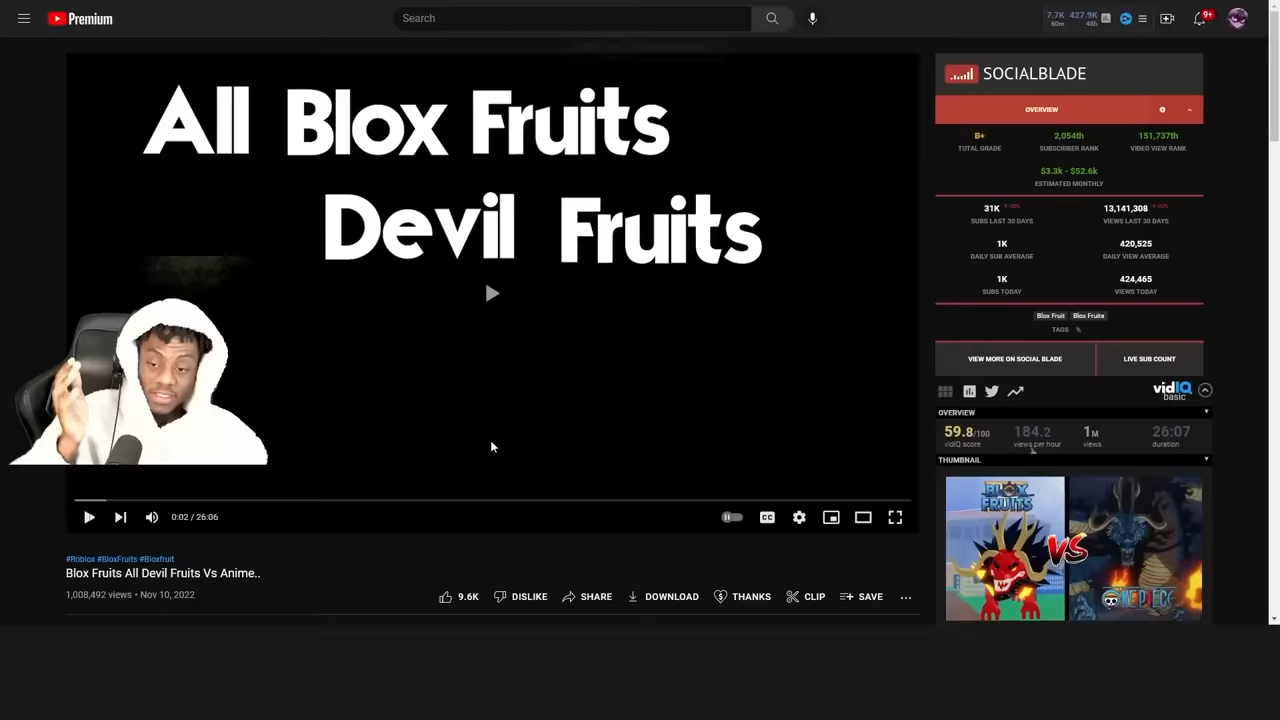 Premium
Search
7.7K 427.9K
60m 48h
9+
All Blox Fruits
Devil Fruits
0:02 / 26:06
CC
#Roblox #BloxFruits #Bloxfruit
Blox Fruits All Devil Fruits Vs Anime..
1,008,492 views • Nov 10, 2022
9.6K DISLIKE SHARE DOWNLOAD THANKS CLIP SAVE ...
SOCIALBLADE
OVERVIEW
B+ 2,054th 151,737th
TOTAL GRADE SUBSCRIBER RANK VIDEO VIEW RANK
$3.3k - $52.6k
ESTIMATED MONTHLY
31K 13,141,308
SUBS LAST 30 DAYS VIEWS LAST 30 DAYS
1K 420,525
DAILY SUB AVERAGE DAILY VIEW AVERAGE
1K 424,465
SUBS TODAY VIEWS TODAY
Blox Fruit Blox Fruits
TAGS
VIEW MORE ON SOCIAL BLADE LIVE SUB COUNT
vidIQ
basic
OVERVIEW
59.8/100 184.2 1M 26:07
vidIQ score views per hour views duration
THUMBNAIL
BLOX
FRUITS
VS
ONE PIECE